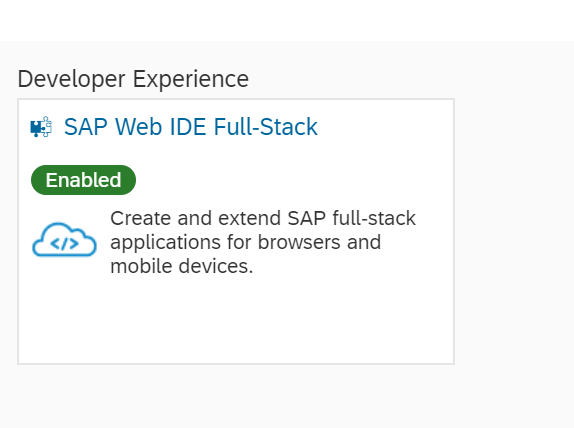 Developer Experience
SAP Web IDE Full-Stack
Enabled
Create and extend SAP full-stack
applications for browsers and
mobile devices.